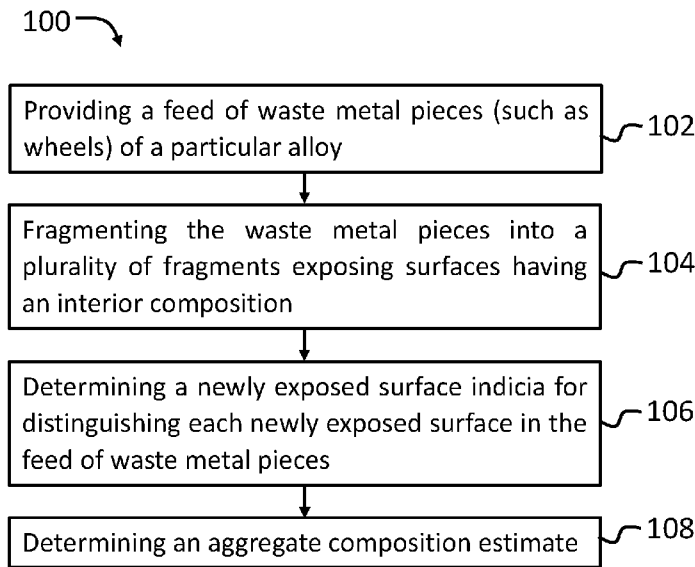 100
Providing a feed of waste metal pieces (such as
wheels) of a particular alloy
102
Fragmenting the waste metal pieces into a
plurality of fragments exposing surfaces having
an interior composition
104
Determining a newly exposed surface indicia for
distinguishing each newly exposed surface in the
feed of waste metal pieces
106
Determining an aggregate composition estimate
108